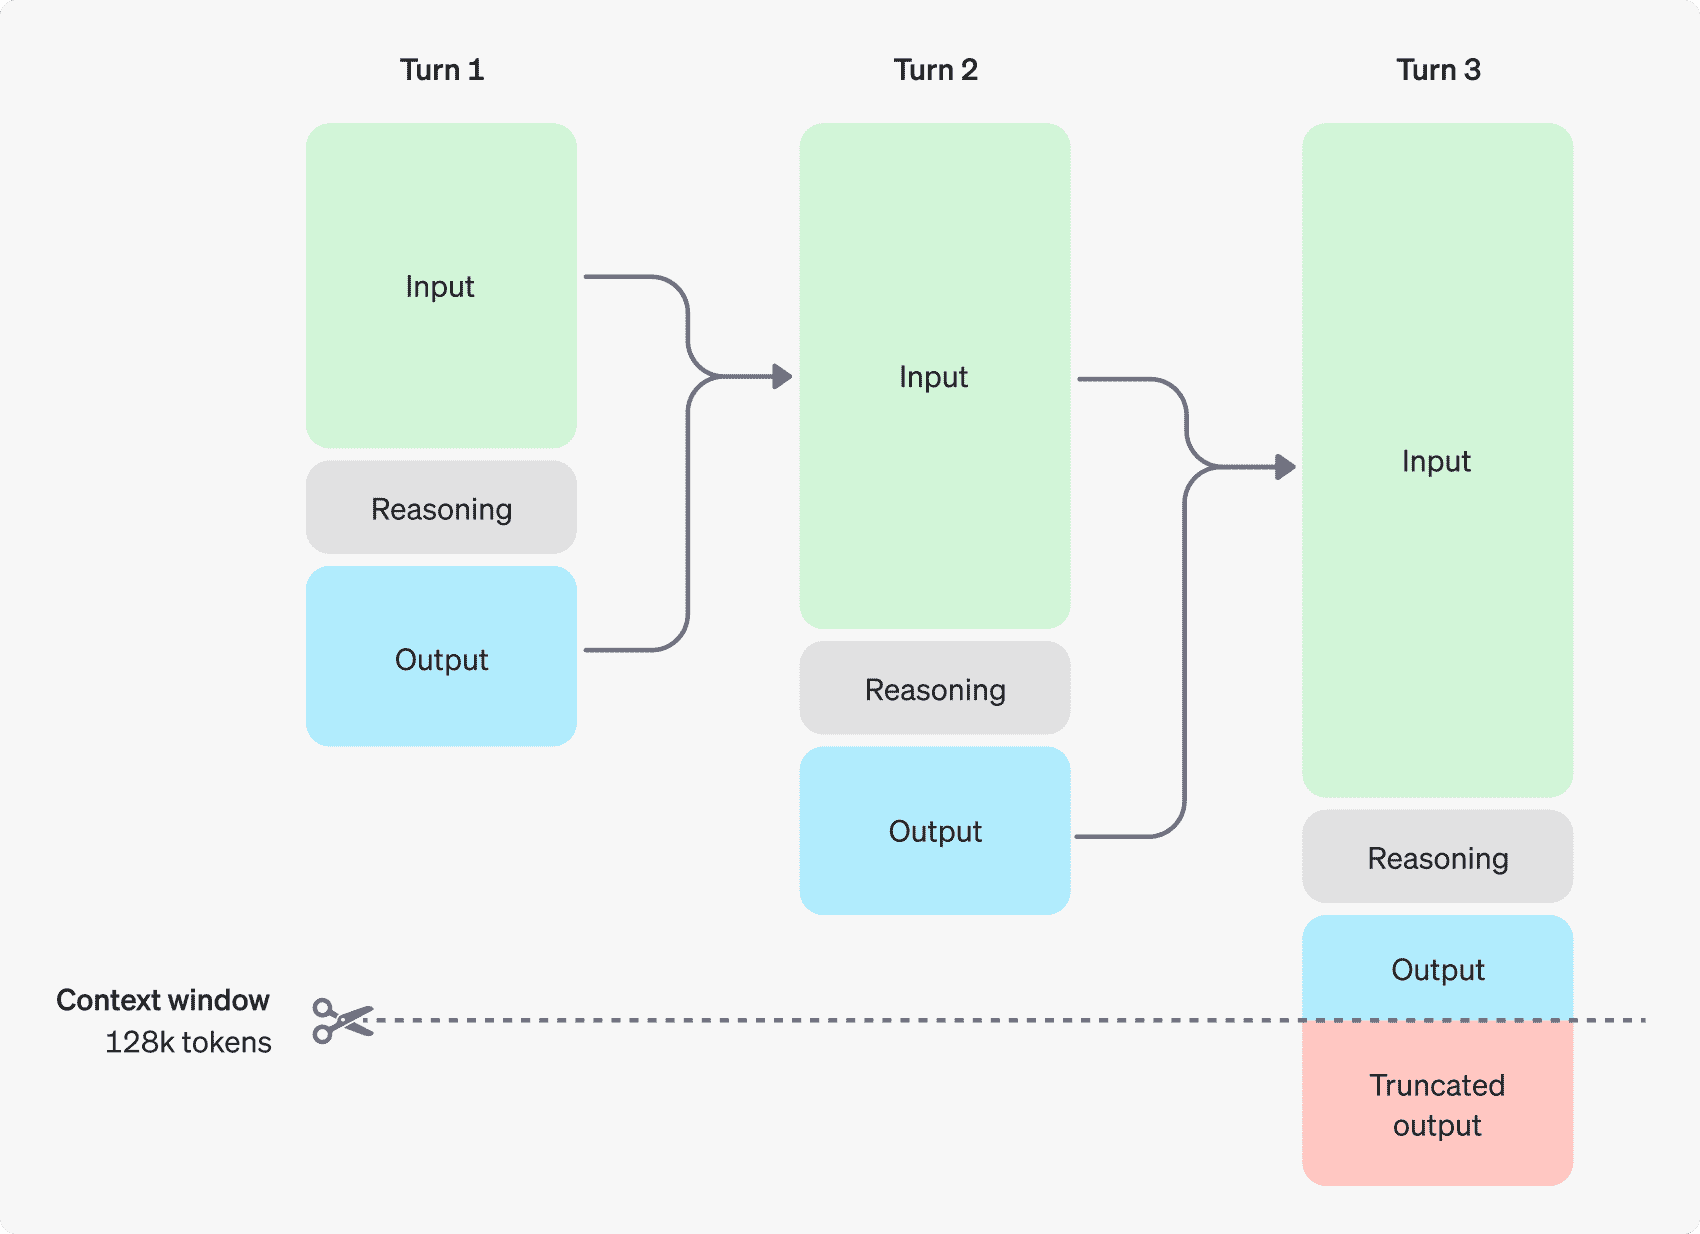 Turn 1
Turn 2
Turn 3
Input
Reasoning
Output
Input
Reasoning
Output
Input
Reasoning
Output
Truncated
output
Context window
128k tokens